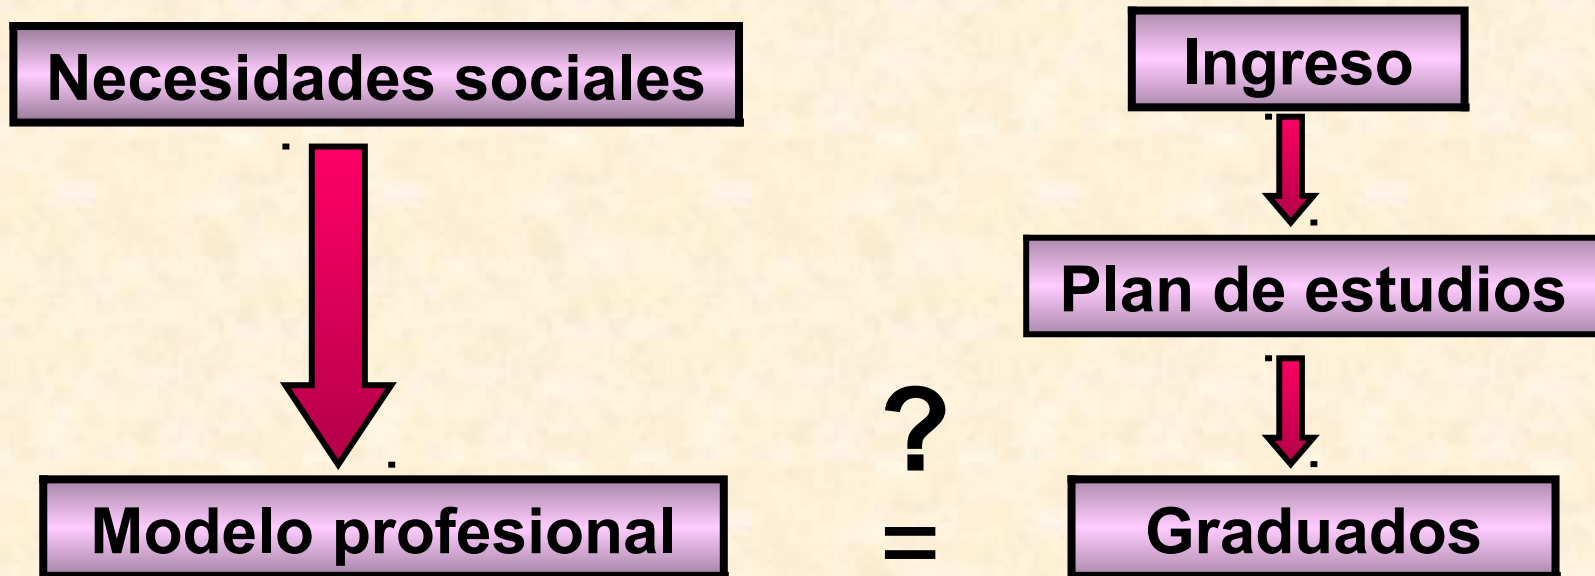 Necesidades sociales
Ingreso
Plan de estudios
?
=
Modelo profesional
Graduados